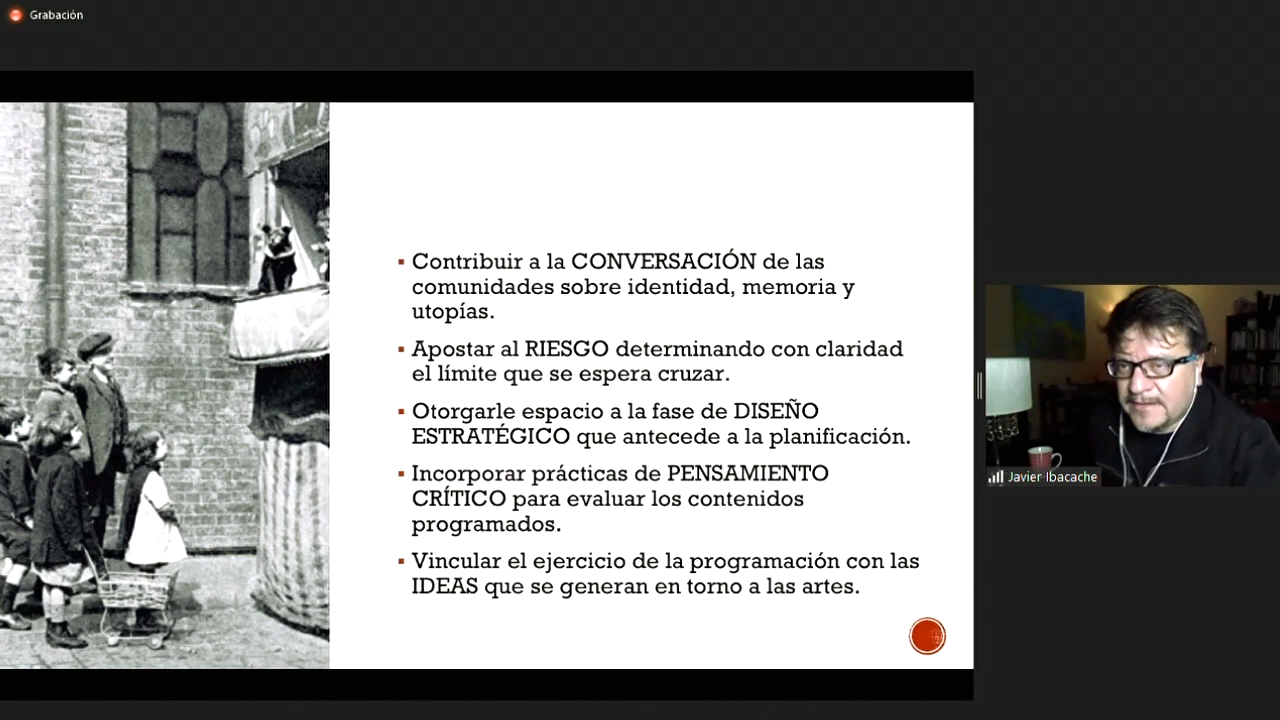 Grabación
▪ Contribuir a la CONVERSACIÓN de las
comunidades sobre identidad, memoria y
utopías.
▪ Apostar al RIESGO determinando con claridad
el límite que se espera cruzar.
▪ Otorgarle espacio a la fase de DISEÑO
ESTRATÉGICO que antecede a la planificación.
▪ Incorporar prácticas de PENSAMIENTO
CRÍTICO para evaluar los contenidos
programados.
▪ Vincular el ejercicio de la programación con las
IDEAS que se generan en torno a las artes.
Javier Ibacache